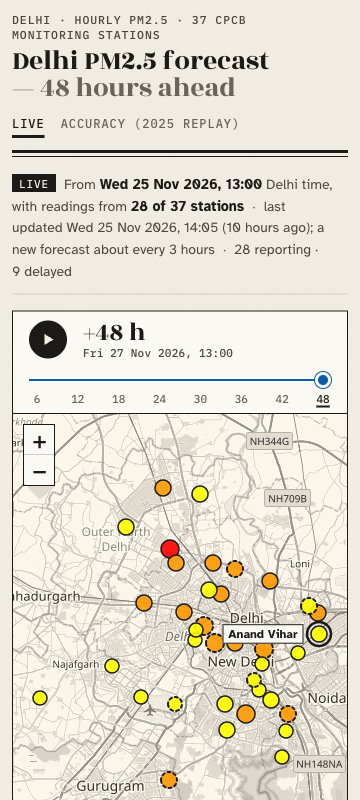 DELHI · HOURLY PM2.5 · 37 CPCB
MONITORING STATIONS
Delhi PM2.5 forecast
— 48 hours ahead
LIVE ACCURACY (2025 REPLAY)
LIVE From Wed 25 Nov 2026, 13:00 Delhi time,
with readings from 28 of 37 stations · last
updated Wed 25 Nov 2026, 14:05 (10 hours ago); a
new forecast about every 3 hours · 28 reporting ·
9 delayed
+48 h
Fri 27 Nov 2026, 13:00
6 12 18 24 30 36 42 48
+
−
NH344G
NH709B
Outer North
Delhi
Loni
Delhi
Anand Vihar
New Delhi
Najafgarh
Noida
NH148NA
Gurugram